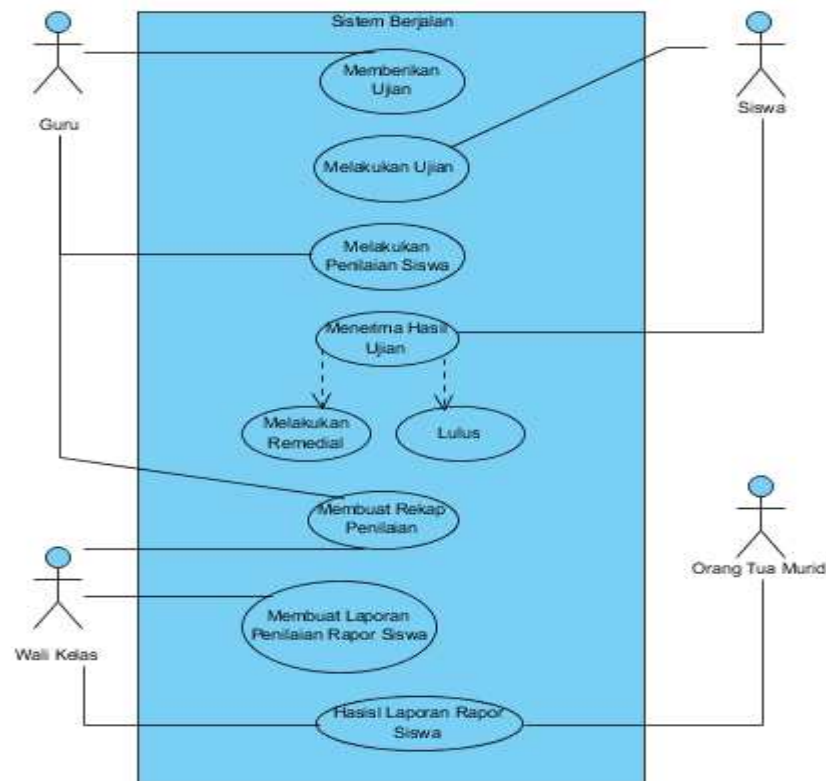 Sistem Berjalan
Memberikan
Ujian
Guru
Siswa
Melakukan Ujian
Melakukan
Penilaian Siswa
Menerima Hasil
Ujian
Melakukan
Remedial
Lulus
Membuat Rekap
Penilaian
Orang Tua Murid
Membuat Laporan
Penilaian Rapor Siswa
Wali Kelas
Hasisl Laporan Rapor
Siswa